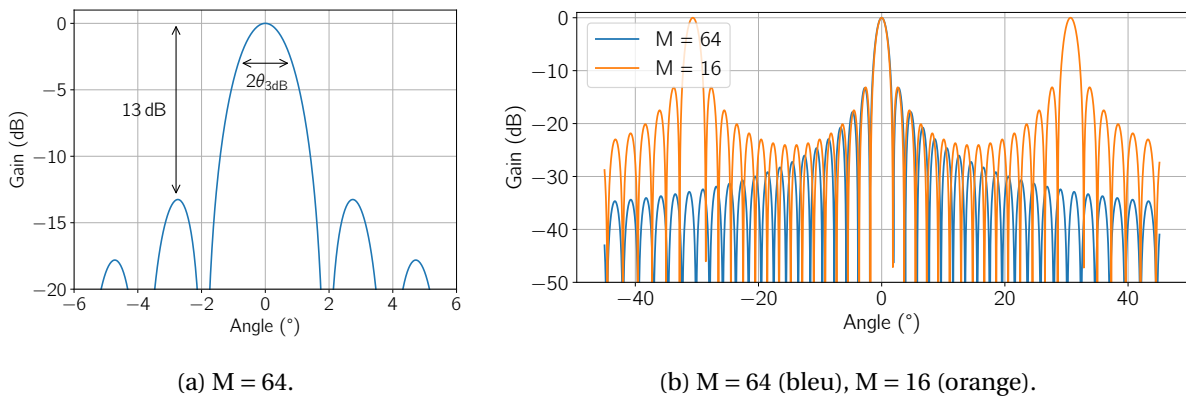 0
−5
−10
−15
−20
−6
−4
−2
0
2
4
6
Gain (dB)
Angle (°)
13 dB
2θ3dB
(a) M = 64.
0
−10
−20
−30
−40
−50
−40
−20
0
20
40
Gain (dB)
Angle (°)
M = 64
M = 16
(b) M = 64 (bleu), M = 16 (orange).